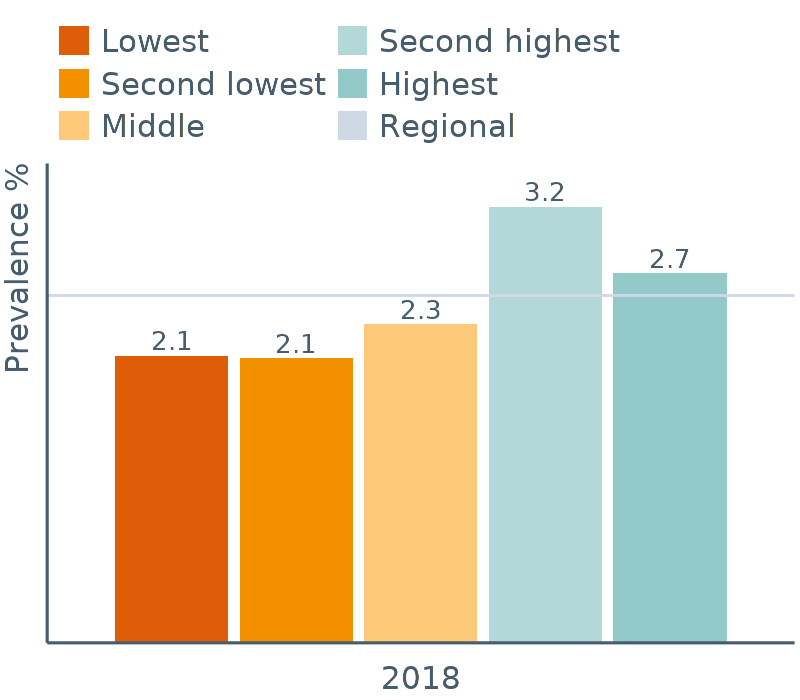 Lowest
Second lowest
Middle
Second highest
Highest
Regional
Prevalence %
2.1
2.1
2.3
3.2
2.7
2018